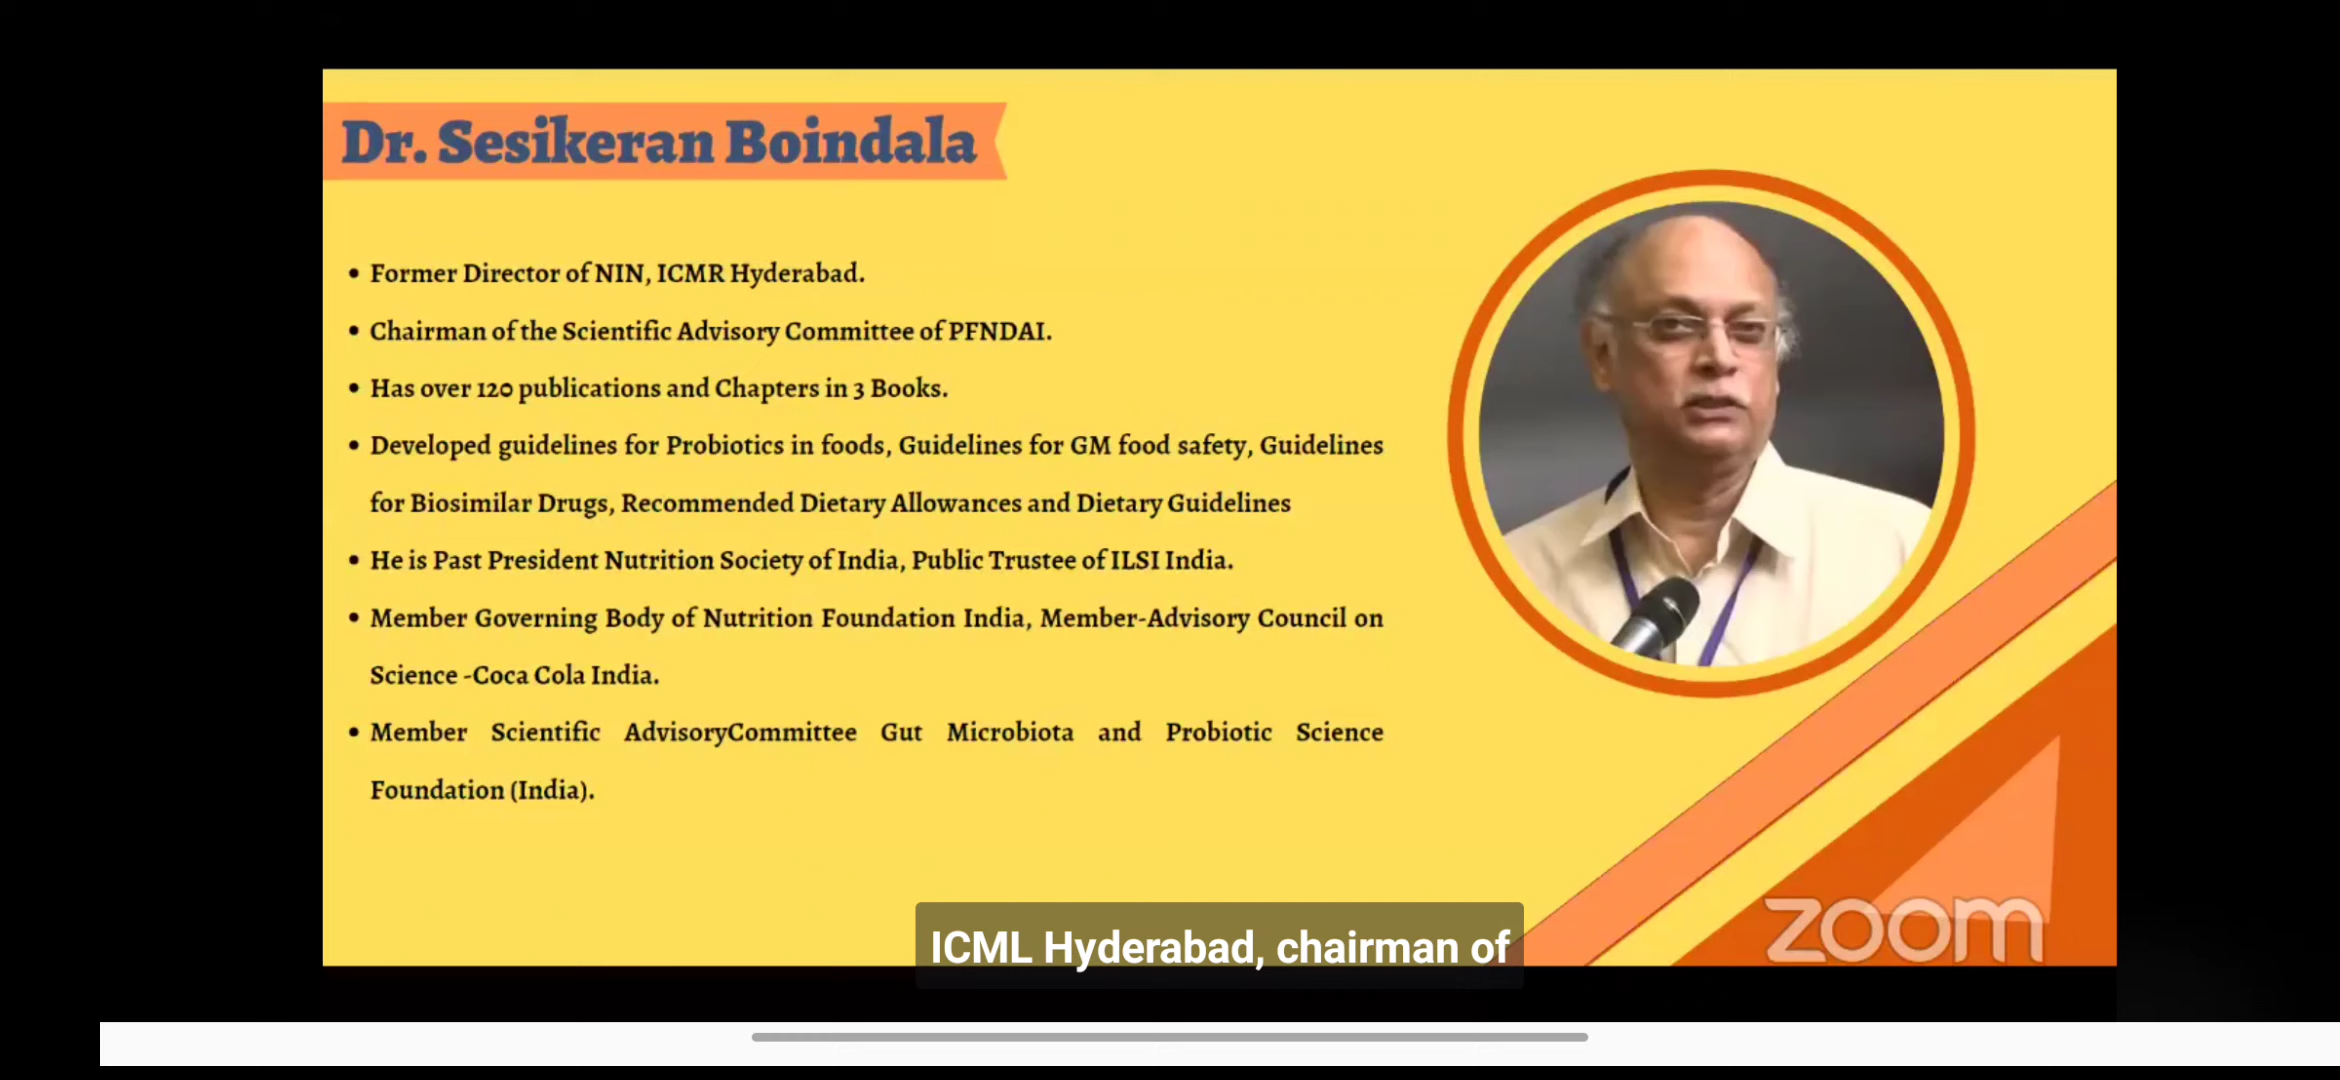 Dr. Sesikeran Boindala
• Former Director of NIN, ICMR Hyderabad.
• Chairman of the Scientific Advisory Committee of PFNDAI.
• Has over 120 publications and Chapters in 3 Books.
• Developed guidelines for Probiotics in foods, Guidelines for GM food safety, Guidelines
for Biosimilar Drugs, Recommended Dietary Allowances and Dietary Guidelines
• He is Past President Nutrition Society of India, Public Trustee of ILSI India.
• Member Governing Body of Nutrition Foundation India, Member-Advisory Council on
Science -Coca Cola India.
• Member Scientific AdvisoryCommittee Gut Microbiota and Probiotic Science
Foundation (India).
ICML Hyderabad, chairman of
zoom